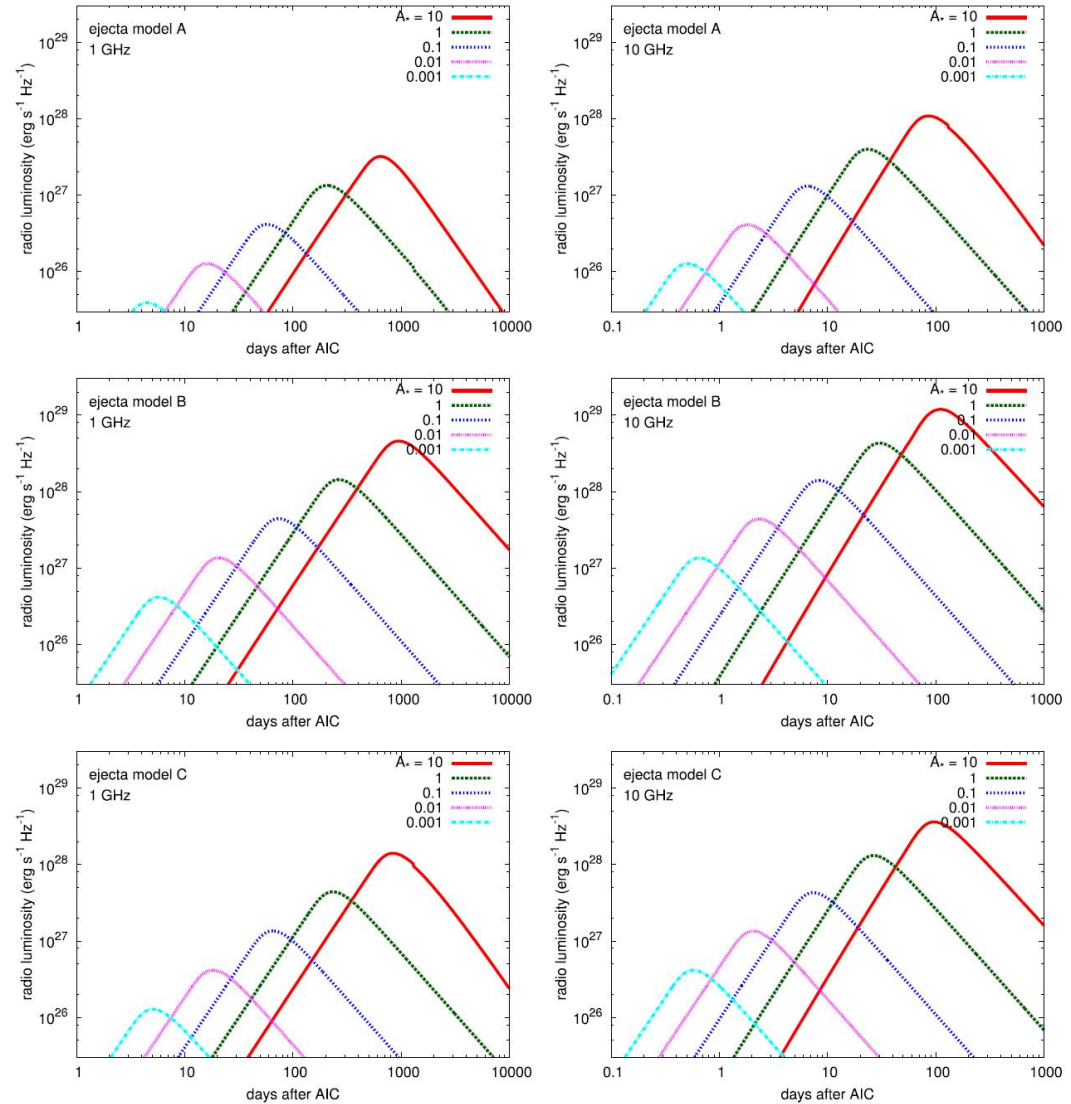 ejecta model A
1 GHz
A* = 10
1
0.1
0.01
0.001
radio luminosity (erg s-1 Hz-1)
10^29
10^28
10^27
10^26
1 10 100 1000 10000
days after AIC
ejecta model A
10 GHz
A* = 10
1
0.1
0.01
0.001
radio luminosity (erg s-1 Hz-1)
10^29
10^28
10^27
10^26
0.1 1 10 100 1000
days after AIC
ejecta model B
1 GHz
A* = 10
1
0.1
0.01
0.001
radio luminosity (erg s-1 Hz-1)
10^29
10^28
10^27
10^26
1 10 100 1000 10000
days after AIC
ejecta model B
10 GHz
A* = 10
1
0.1
0.01
0.001
radio luminosity (erg s-1 Hz-1)
10^29
10^28
10^27
10^26
0.1 1 10 100 1000
days after AIC
ejecta model C
1 GHz
A* = 10
1
0.1
0.01
0.001
radio luminosity (erg s-1 Hz-1)
10^29
10^28
10^27
10^26
1 10 100 1000 10000
days after AIC
ejecta model C
10 GHz
A* = 10
1
0.1
0.01
0.001
radio luminosity (erg s-1 Hz-1)
10^29
10^28
10^27
10^26
0.1 1 10 100 1000
days after AIC